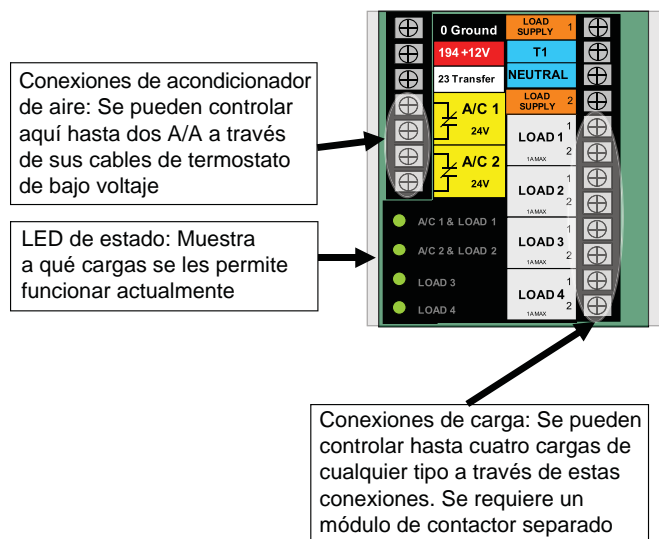 0 Ground
194 +12V
23 Transfer
A/C 1
24V
A/C 2
24V
LOAD SUPPLY 1
T1
NEUTRAL
LOAD SUPPLY 2
LOAD 1
1
2
1A MAX
LOAD 2
1
2
1A MAX
LOAD 3
1
2
1A MAX
LOAD 4
1
2
1A MAX
A/C 1 & LOAD 1
A/C 2 & LOAD 2
LOAD 3
LOAD 4
Conexiones de acondicionador
de aire: Se pueden controlar
aquí hasta dos A/A a través
de sus cables de termostato
de bajo voltaje
LED de estado: Muestra
a qué cargas se les permite
funcionar actualmente
Conexiones de carga: Se pueden
controlar hasta cuatro cargas de
cualquier tipo a través de estas
conexiones. Se requiere un
módulo de contactor separado